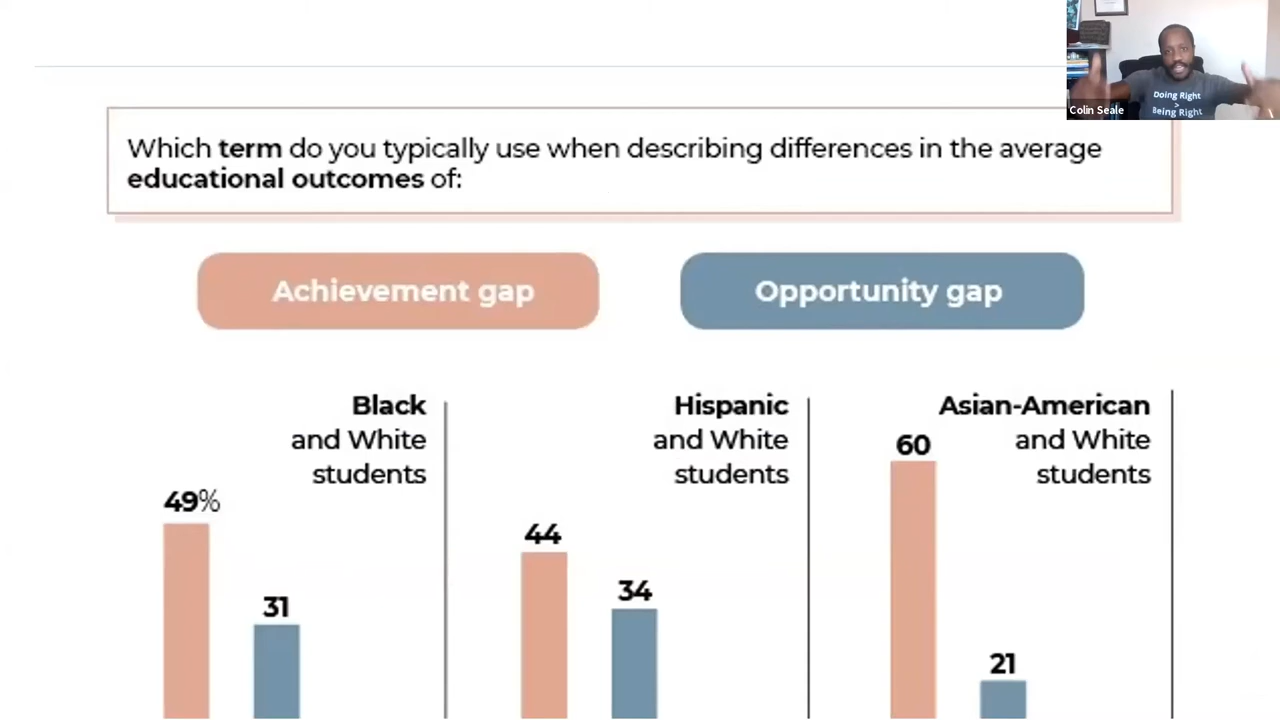 Colin Seale
Doing Right
>
Being Right
Which term do you typically use when describing differences in the average
educational outcomes of:
Achievement gap
Opportunity gap
Black
and White
students
49%
31
Hispanic
and White
students
44
34
Asian-American
and White
students
60
21